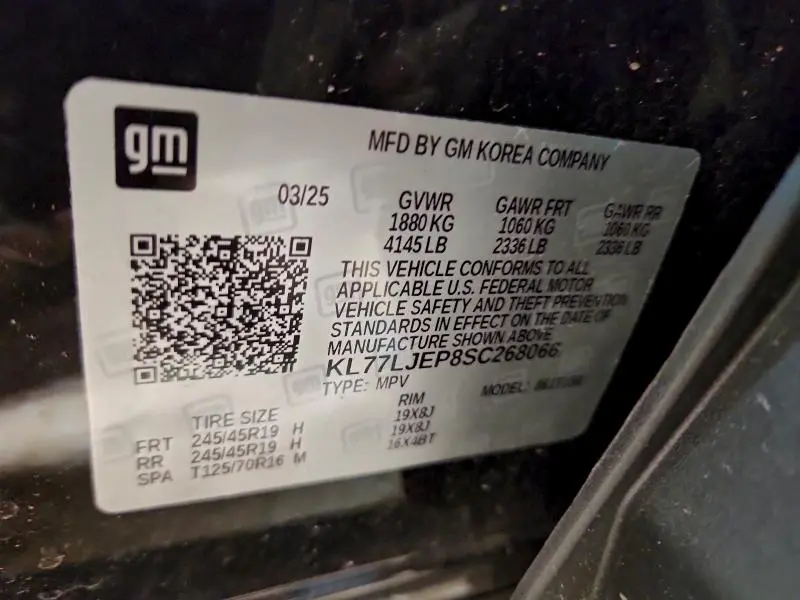 gm
MFD BY GM KOREA COMPANY
03/25 GVWR GAWR FRT GAWR RR
1880 KG 1060 KG 1060 KG
4145 LB 2336 LB 2336 LB
THIS VEHICLE CONFORMS TO ALL
APPLICABLE U.S. FEDERAL MOTOR
VEHICLE SAFETY AND THEFT PREVENTION
STANDARDS IN EFFECT ON THE DATE OF
MANUFACTURE SHOWN ABOVE
KL77LJEP8SC268066
TYPE: MPV MODEL:
TIRE SIZE RIM
FRT 245/45R19 H 19X8J
RR 245/45R19 H 19X8J
SPA T125/70R16 M 16X4BT